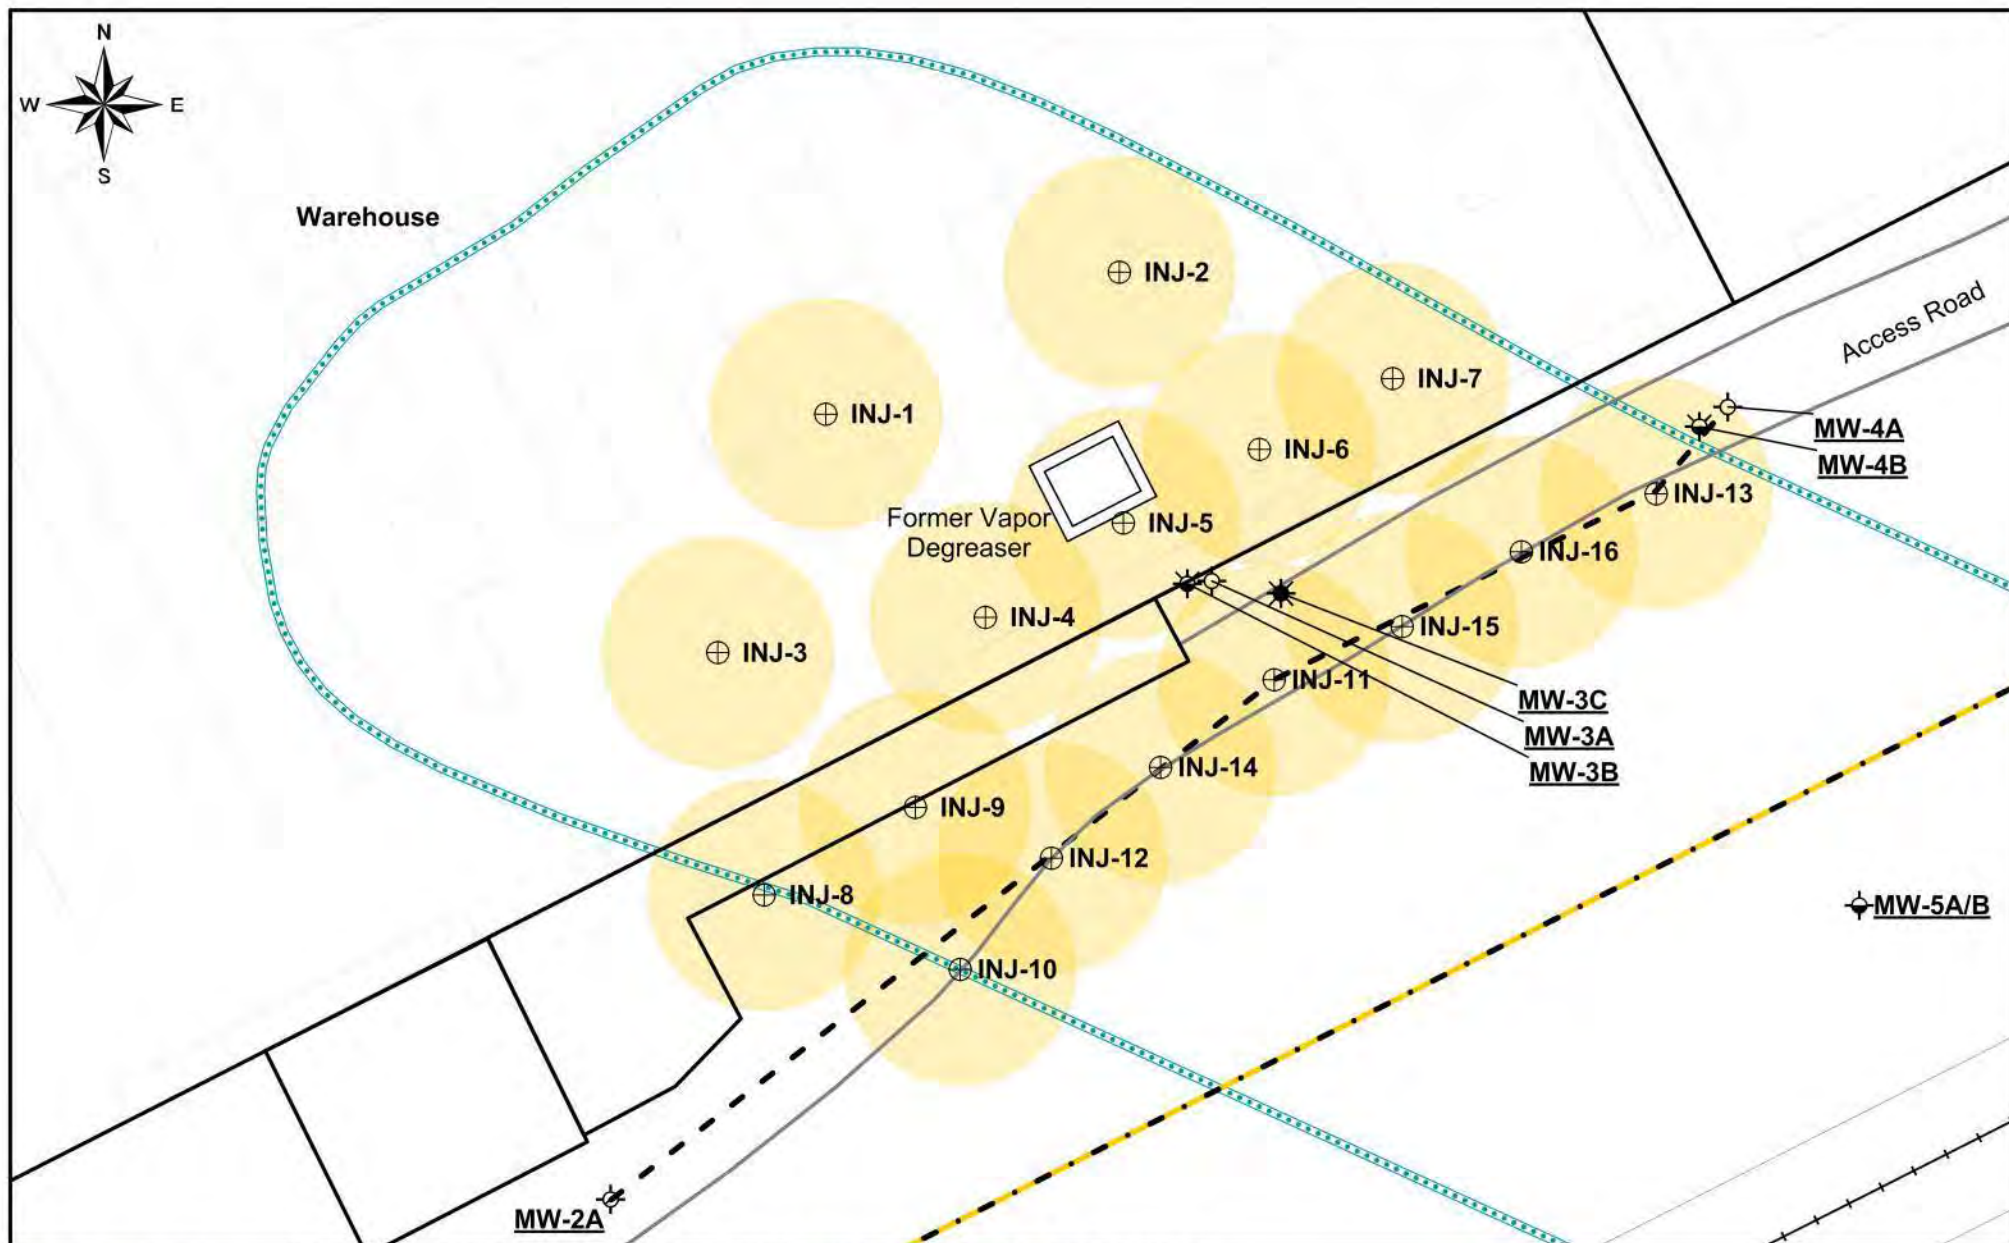 N
W E
S
Warehouse
INJ-2
INJ-7
Access Road
INJ-1
INJ-6
MW-4A
MW-4B
INJ-13
Former Vapor
Degreaser
INJ-5
INJ-16
INJ-4
INJ-15
INJ-3
INJ-11
MW-3C
MW-3A
MW-3B
INJ-14
INJ-9
INJ-12
INJ-8
MW-5A/B
INJ-10
MW-2A